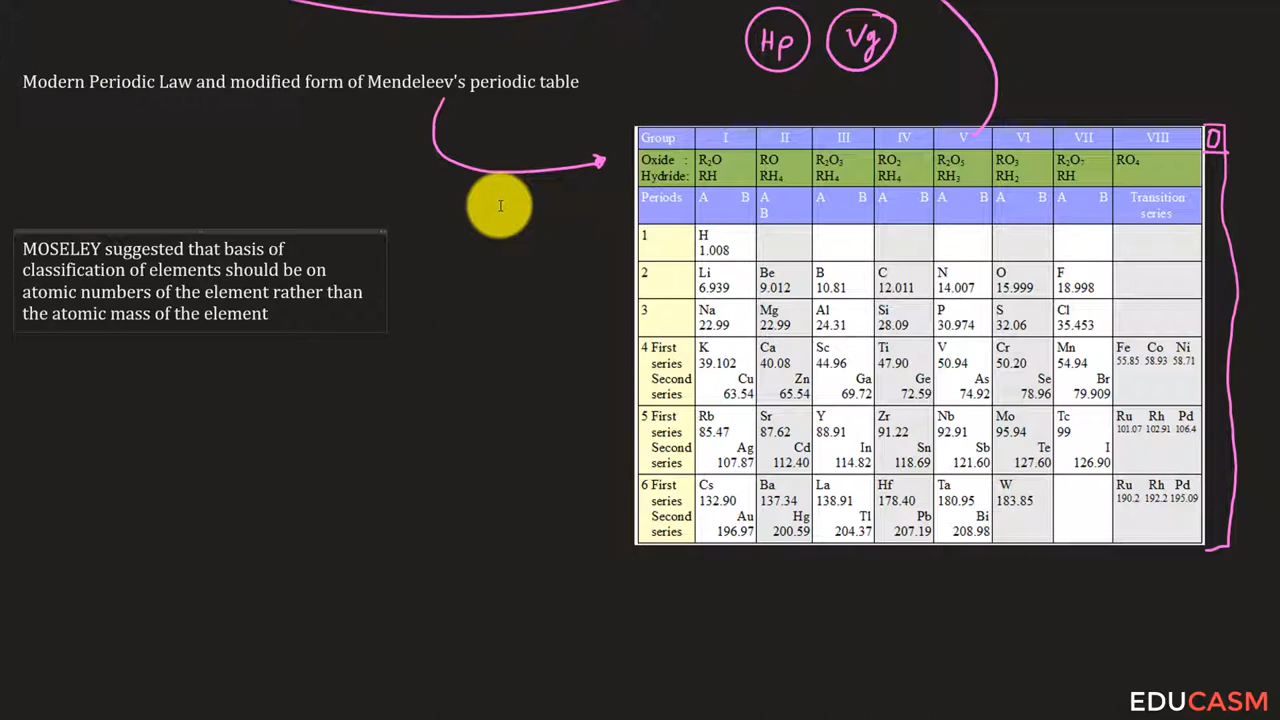 Hp Vg
Modern Periodic Law and modified form of Mendeleev's periodic table
MOSELEY suggested that basis of
classification of elements should be on
atomic numbers of the element rather than
the atomic mass of the element
Group I II III IV V VI VII VIII 0
Oxide : R₂O RO R₂O₃ RO₂ R₂O₅ RO₃ R₂O₇ RO₄
Hydride: RH RH₄ RH₄ RH₄ RH₃ RH₂ RH
Periods A B A A B A B A B A B A B Transition
B series
1 H
1.008
2 Li Be B C N O F
6.939 9.012 10.81 12.011 14.007 15.999 18.998
3 Na Mg Al Si P S Cl
22.99 22.99 24.31 28.09 30.974 32.06 35.453
4 First K Ca Sc Ti V Cr Mn Fe Co Ni
series 39.102 40.08 44.96 47.90 50.94 50.20 54.94 55.85 58.93 58.71
Second Cu Zn Ga Ge As Se Br
series 63.54 65.54 69.72 72.59 74.92 78.96 79.909
5 First Rb Sr Y Zr Nb Mo Tc Ru Rh Pd
series 85.47 87.62 88.91 91.22 92.91 95.94 99 101.07 102.91 106.4
Second Ag Cd In Sn Sb Te I
series 107.87 112.40 114.82 118.69 121.60 127.60 126.90
6 First Cs Ba La Hf Ta W Ru Rh Pd
series 132.90 137.34 138.91 178.40 180.95 183.85 190.2 192.2 195.09
Second Au Hg Tl Pb Bi
series 196.97 200.59 204.37 207.19 208.98
EDUCASM